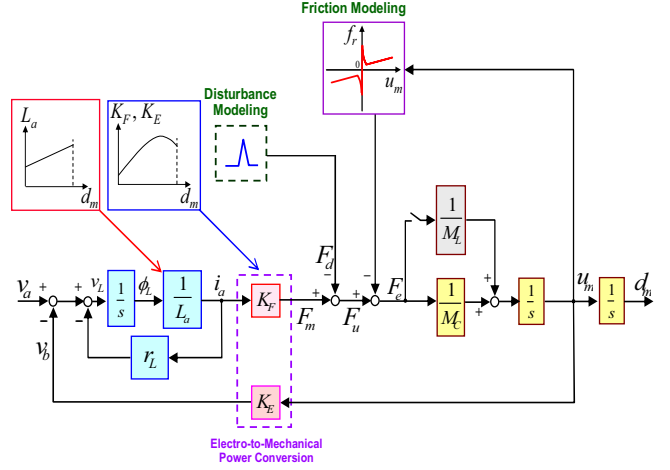 Friction Modeling
f_r
0
u_m
Disturbance
Modeling
L_a
d_m
K_F, K_E
d_m
F_d
1/M_L
v_a
+
−
v_b
+
−
v_L
1/s
ϕ_L
1/L_a
i_a
r_L
K_F
F_m
+
−
F_u
+
−
F_e
1/M_C
+
+
1/s
u_m
1/s
d_m
K_E
Electro-to-Mechanical
Power Conversion